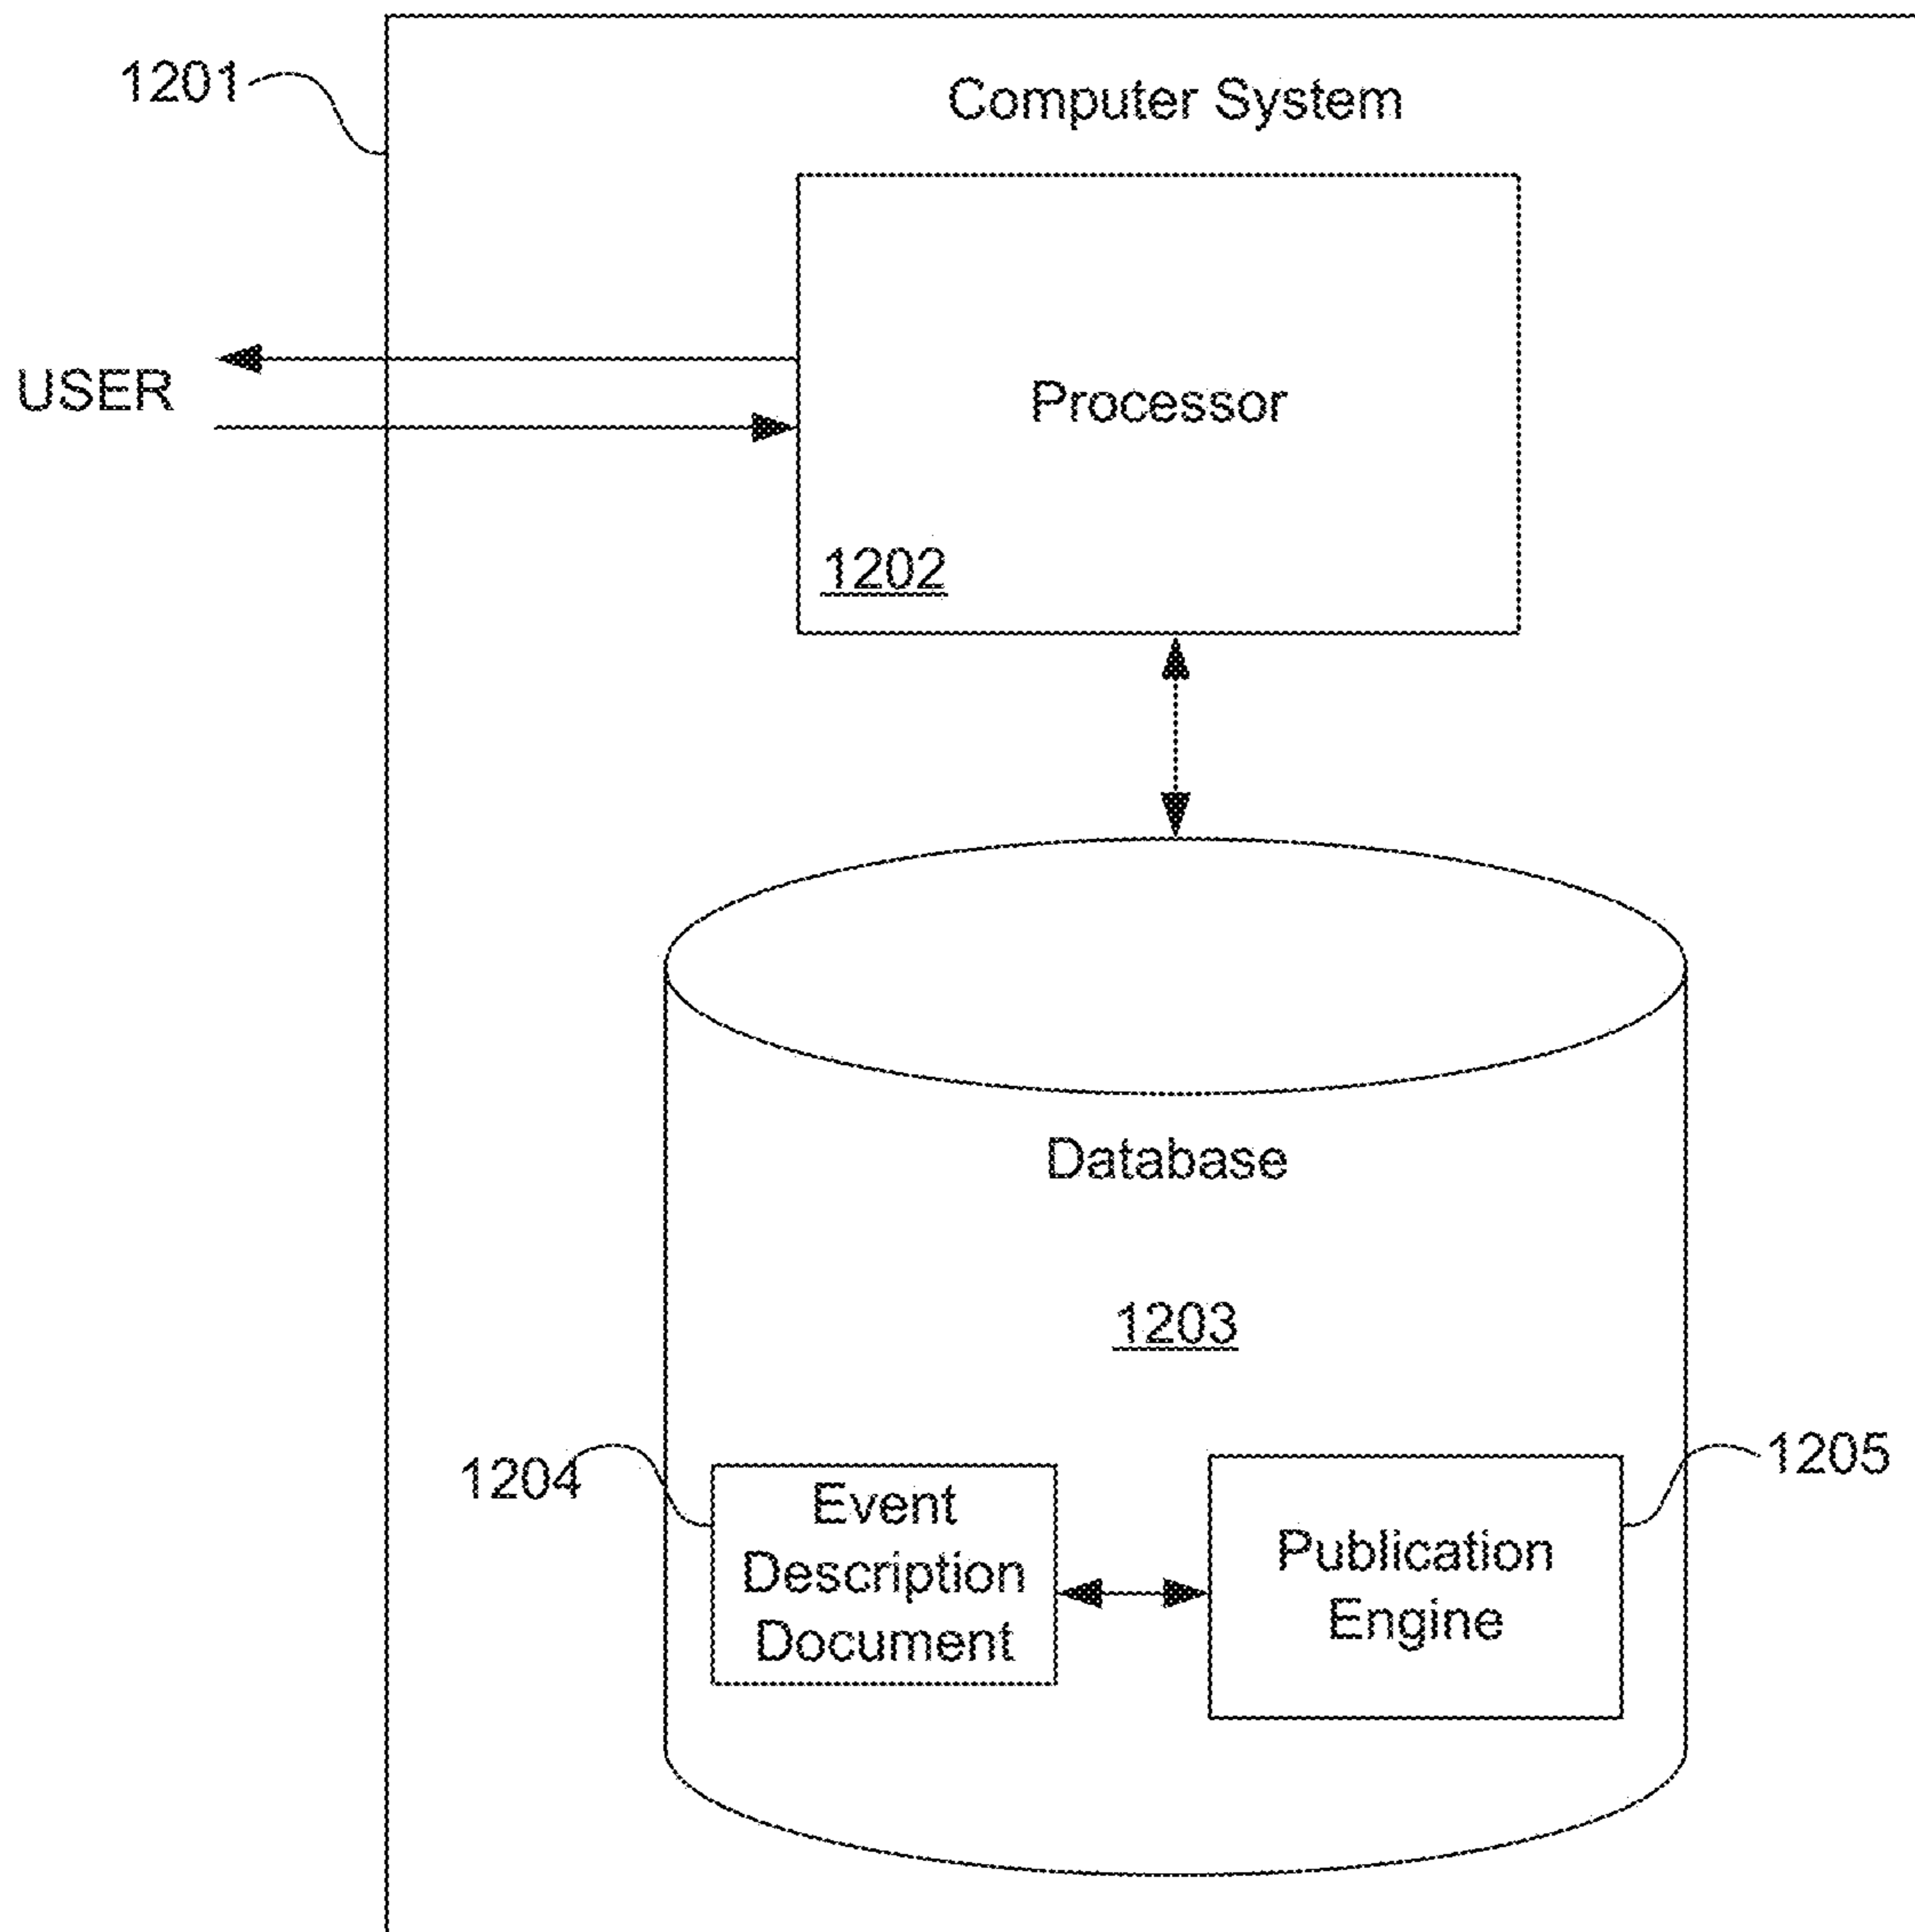 1201
Computer System
USER
Processor
1202
Database
1203
1204
Event
Description
Document
Publication
Engine
1205